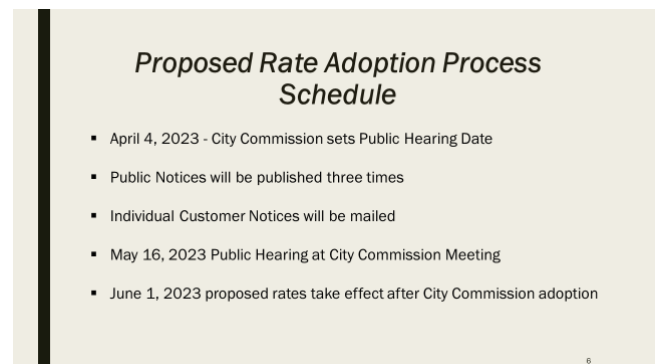 Proposed Rate Adoption Process
Schedule
▪ April 4, 2023 - City Commission sets Public Hearing Date
▪ Public Notices will be published three times
▪ Individual Customer Notices will be mailed
▪ May 16, 2023 Public Hearing at City Commission Meeting
▪ June 1, 2023 proposed rates take effect after City Commission adoption
6